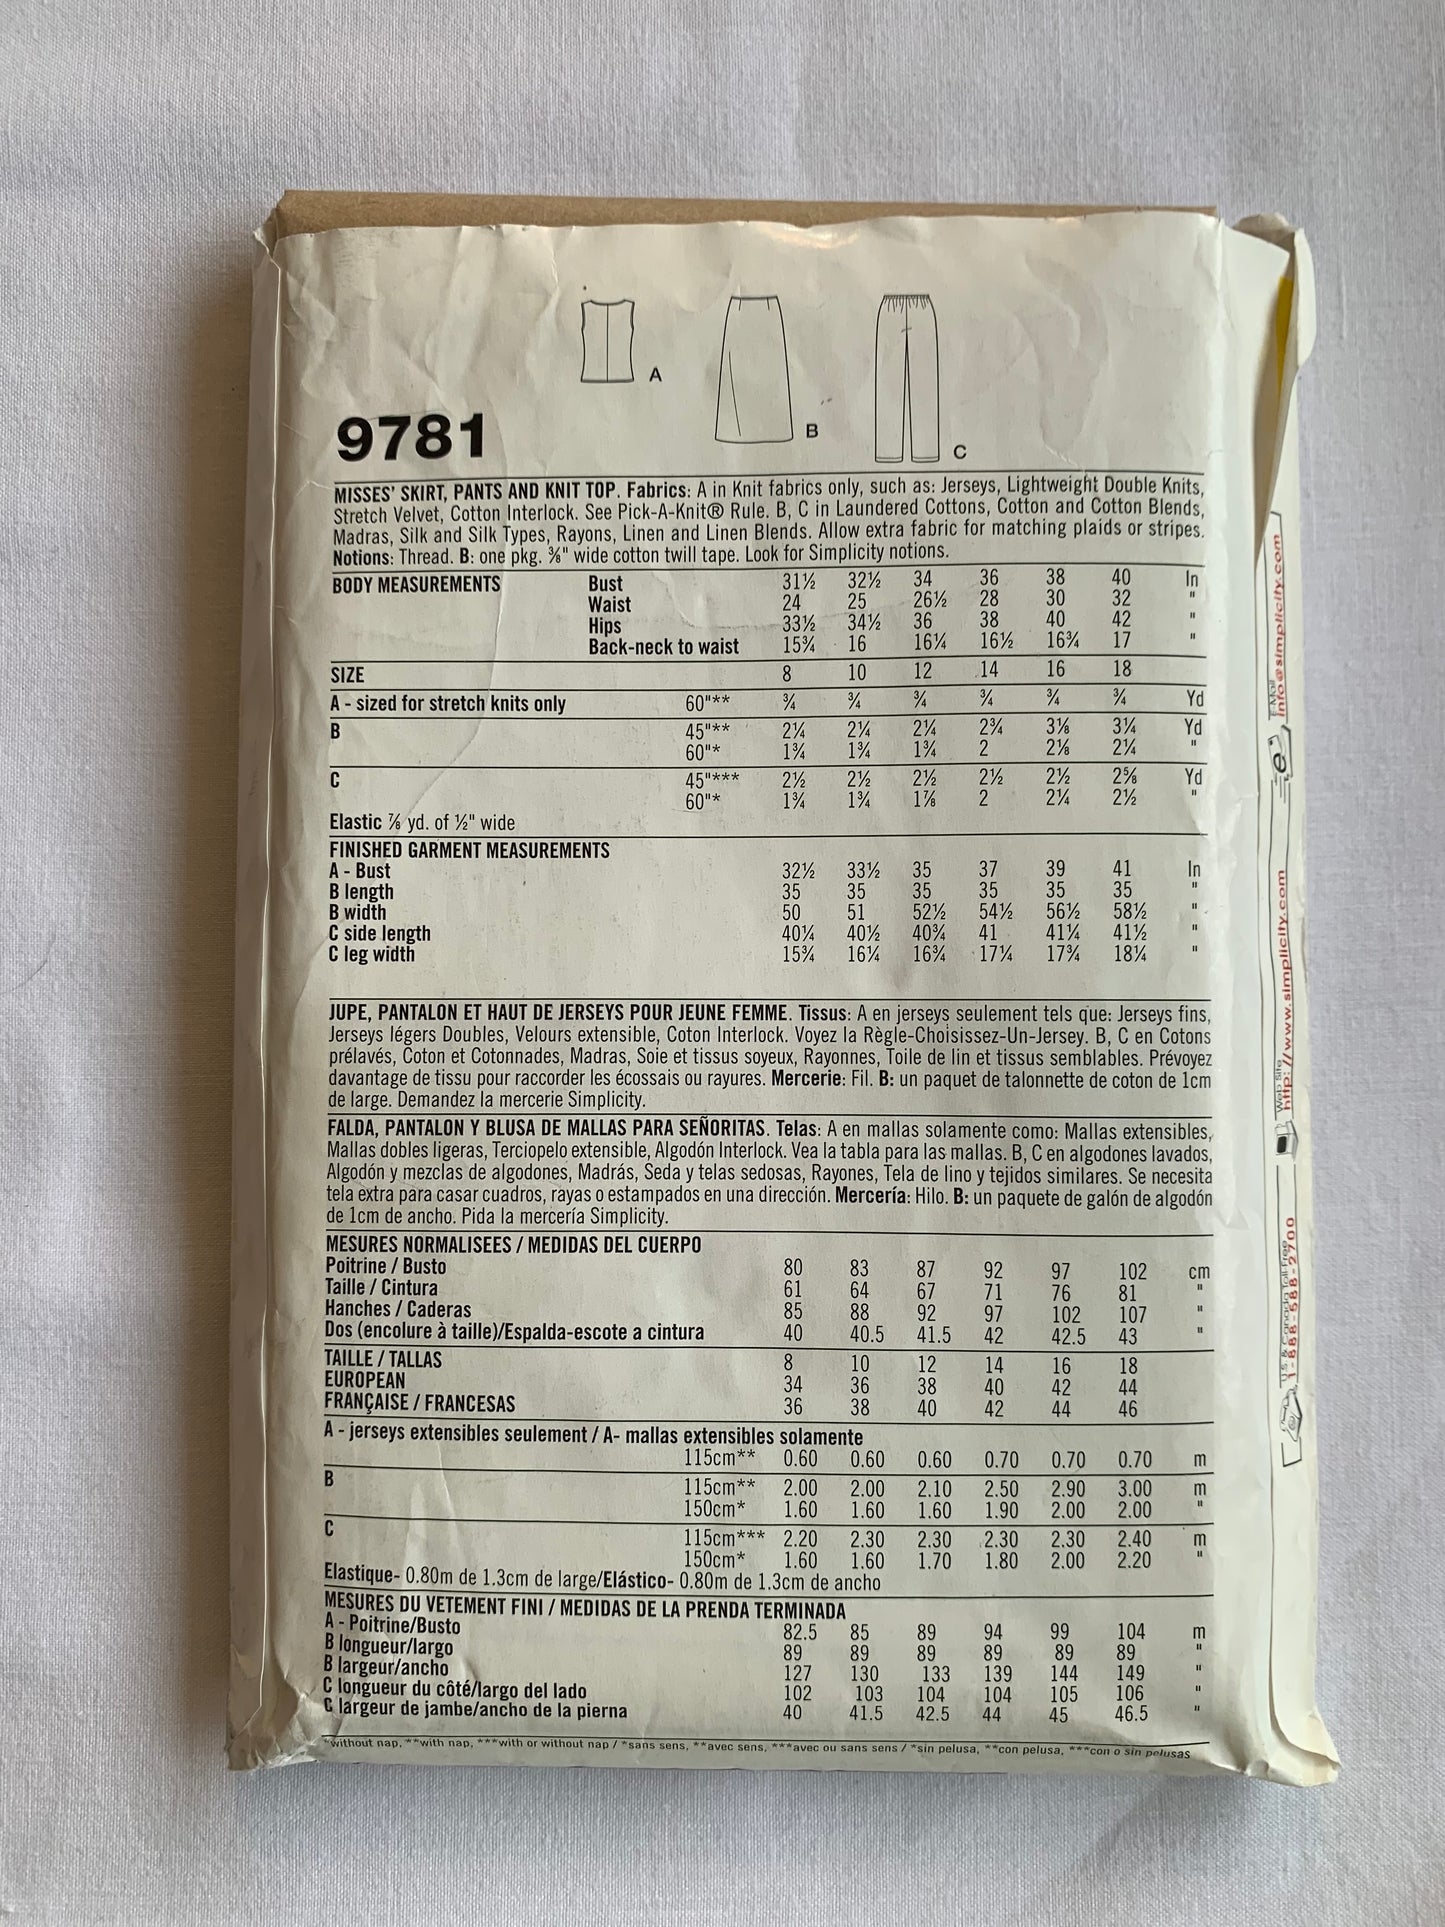 A
B
C
9781
MISSES' SKIRT, PANTS AND KNIT TOP. Fabrics: A in Knit fabrics only, such as: Jerseys, Lightweight Double Knits,
Stretch Velvet, Cotton Interlock. See Pick-A-Knit® Rule. B, C in Laundered Cottons, Cotton and Cotton Blends,
Madras, Silk and Silk Types, Rayons, Linen and Linen Blends. Allow extra fabric for matching plaids or stripes.
Notions: Thread. B: one pkg. ⅜" wide cotton twill tape. Look for Simplicity notions.
BODY MEASUREMENTS Bust 31½ 32½ 34 36 38 40 In
Waist 24 25 26½ 28 30 32 "
Hips 33½ 34½ 36 38 40 42 "
Back-neck to waist 15¾ 16 16¼ 16½ 16¾ 17 "
SIZE 8 10 12 14 16 18
A - sized for stretch knits only 60"** ¾ ¾ ¾ ¾ ¾ ¾ Yd
B 45"** 2¼ 2¼ 2¼ 2¾ 3⅛ 3¼ Yd
60"* 1¾ 1¾ 1¾ 2 2⅛ 2¼ "
C 45"*** 2½ 2½ 2½ 2½ 2½ 2⅝ Yd
60"* 1¾ 1¾ 1⅞ 2 2¼ 2½ "
Elastic ⅞ yd. of ½" wide
FINISHED GARMENT MEASUREMENTS
A - Bust 32½ 33½ 35 37 39 41 In
B length 35 35 35 35 35 35 "
B width 50 51 52½ 54½ 56½ 58½ "
C side length 40¼ 40½ 40¾ 41 41¼ 41½ "
C leg width 15¾ 16¼ 16¾ 17¼ 17¾ 18¼ "
JUPE, PANTALON ET HAUT DE JERSEYS POUR JEUNE FEMME. Tissus: A en jerseys seulement tels que: Jerseys fins,
Jerseys légers Doubles, Velours extensible, Coton Interlock. Voyez la Règle-Choisissez-Un-Jersey. B, C en Cotons
prélavés, Coton et Cotonnades, Madras, Soie et tissus soyeux, Rayonnes, Toile de lin et tissus semblables. Prévoyez
davantage de tissu pour raccorder les écossais ou rayures. Mercerie: Fil. B: un paquet de talonnette de coton de 1cm
de large. Demandez la mercerie Simplicity.
FALDA, PANTALON Y BLUSA DE MALLAS PARA SEÑORITAS. Telas: A en mallas solamente como: Mallas extensibles,
Mallas dobles ligeras, Terciopelo extensible, Algodón Interlock. Vea la tabla para las mallas. B, C en algodones lavados,
Algodón y mezclas de algodones, Madrás, Seda y telas sedosas, Rayones, Tela de lino y tejidos similares. Se necesita
tela extra para casar cuadros, rayas o estampados en una dirección. Mercería: Hilo. B: un paquete de galón de algodón
de 1cm de ancho. Pida la mercería Simplicity.
MESURES NORMALISEES / MEDIDAS DEL CUERPO
Poitrine / Busto 80 83 87 92 97 102 cm
Taille / Cintura 61 64 67 71 76 81 "
Hanches / Caderas 85 88 92 97 102 107 "
Dos (encolure à taille)/Espalda-escote a cintura 40 40.5 41.5 42 42.5 43 "
TAILLE / TALLAS 8 10 12 14 16 18
EUROPEAN 34 36 38 40 42 44
FRANÇAISE / FRANCESAS 36 38 40 42 44 46
A - jerseys extensibles seulement / A- mallas extensibles solamente
115cm** 0.60 0.60 0.60 0.70 0.70 0.70 m
B 115cm** 2.00 2.00 2.10 2.50 2.90 3.00 m
150cm* 1.60 1.60 1.60 1.90 2.00 2.00 "
C 115cm*** 2.20 2.30 2.30 2.30 2.30 2.40 m
150cm* 1.60 1.60 1.70 1.80 2.00 2.20 "
Elastique- 0.80m de 1.3cm de large/Elástico- 0.80m de 1.3cm de ancho
MESURES DU VETEMENT FINI / MEDIDAS DE LA PRENDA TERMINADA
A - Poitrine/Busto 82.5 85 89 94 99 104 m
B longueur/largo 89 89 89 89 89 89 "
B largeur/ancho 127 130 133 139 144 149 "
C longueur du côté/largo del lado 102 103 104 104 105 106 "
C largeur de jambe/ancho de la pierna 40 41.5 42.5 44 45 46.5 "
*without nap, **with nap, ***with or without nap / *sans sens, **avec sens, ***avec ou sans sens / *sin pelusa, **con pelusa, ***con o sin pelusas
U.S & Canada Toll-Free
1-888-588-2700
Web Site
http://www.simplicity.com
E-Mail
info@simplicity.com